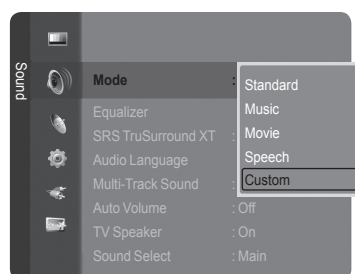 Sound
Mode : Standard
Music
Movie
Speech
Custom
Equalizer
SRS TruSurround XT :
Audio Language
Multi-Track Sound :
Auto Volume : Off
TV Speaker : On
Sound Select : Main